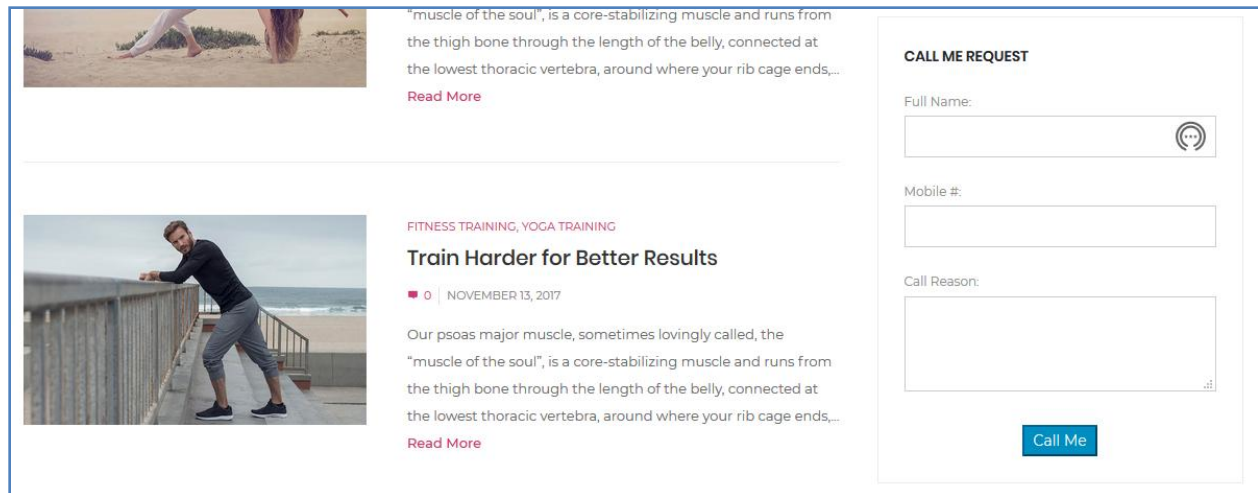 “muscle of the soul”, is a core-stabilizing muscle and runs from
the thigh bone through the length of the belly, connected at
the lowest thoracic vertebra, around where your rib cage ends,...
Read More
FITNESS TRAINING, YOGA TRAINING
Train Harder for Better Results
0 NOVEMBER 13, 2017
Our psoas major muscle, sometimes lovingly called, the
“muscle of the soul”, is a core-stabilizing muscle and runs from
the thigh bone through the length of the belly, connected at
the lowest thoracic vertebra, around where your rib cage ends,...
Read More
CALL ME REQUEST
Full Name:
Mobile #:
Call Reason:
Call Me